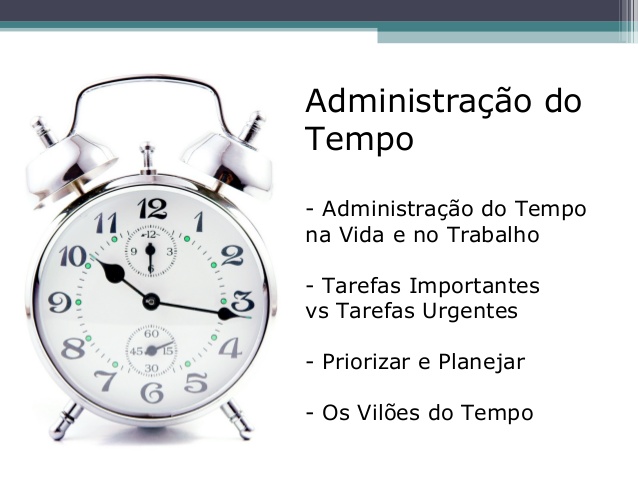 Administração do
Tempo
- Administração do Tempo
na Vida e no Trabalho
- Tarefas Importantes
vs Tarefas Urgentes
- Priorizar e Planejar
- Os Vilões do Tempo
12
1
2
3
4
5
6
7
8
9
10
11
12
3
6
9
60
15
30
45